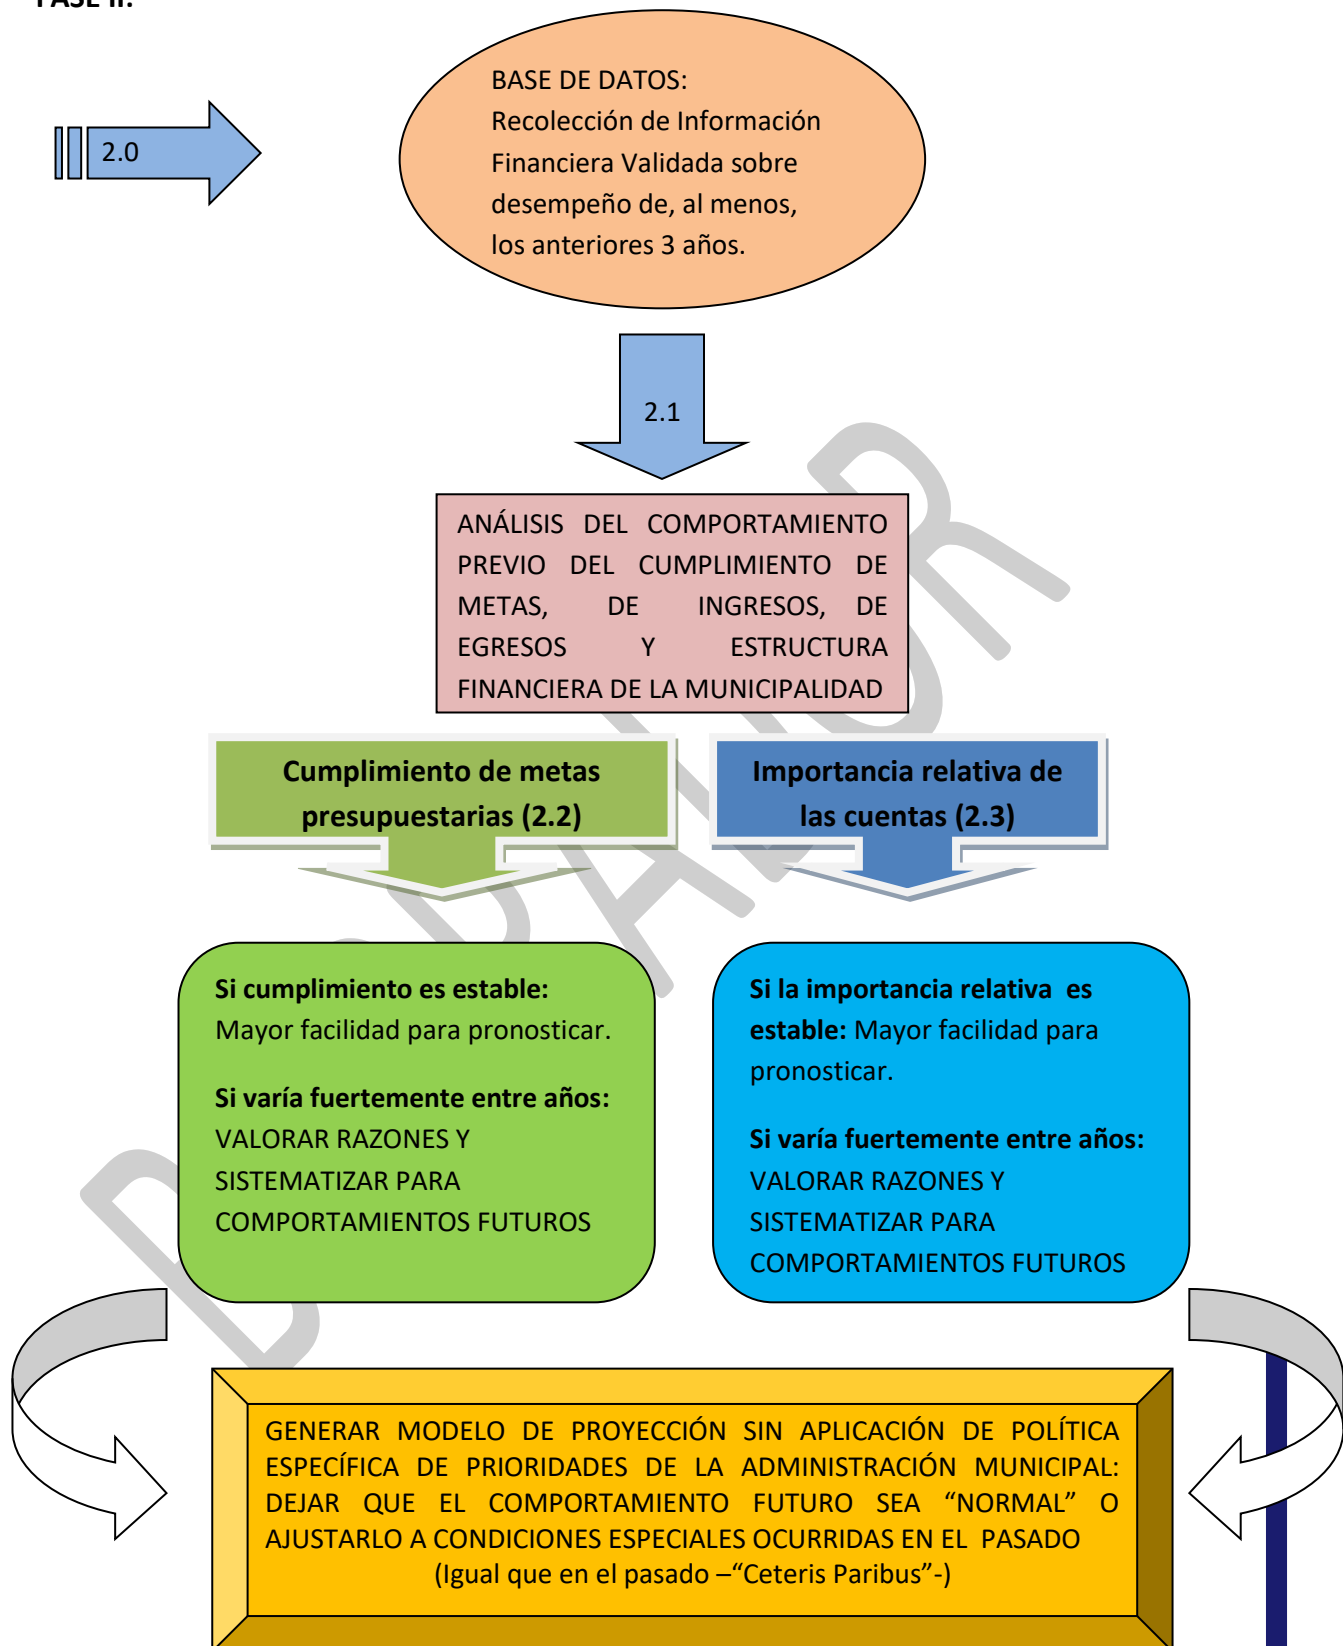 FASE II:
2.0
BASE DE DATOS:
Recolección de Información
Financiera Validada sobre
desempeño de, al menos,
los anteriores 3 años.
2.1
ANÁLISIS DEL COMPORTAMIENTO
PREVIO DEL CUMPLIMIENTO DE
METAS, DE INGRESOS, DE
EGRESOS Y ESTRUCTURA
FINANCIERA DE LA MUNICIPALIDAD
Cumplimiento de metas
presupuestarias (2.2)
Importancia relativa de
las cuentas (2.3)
Si cumplimiento es estable:
Mayor facilidad para pronosticar.
Si varía fuertemente entre años:
VALORAR RAZONES Y
SISTEMATIZAR PARA
COMPORTAMIENTOS FUTUROS
Si la importancia relativa es
estable: Mayor facilidad para
pronosticar.
Si varía fuertemente entre años:
VALORAR RAZONES Y
SISTEMATIZAR PARA
COMPORTAMIENTOS FUTUROS
GENERAR MODELO DE PROYECCIÓN SIN APLICACIÓN DE POLÍTICA
ESPECÍFICA DE PRIORIDADES DE LA ADMINISTRACIÓN MUNICIPAL:
DEJAR QUE EL COMPORTAMIENTO FUTURO SEA “NORMAL” O
AJUSTARLO A CONDICIONES ESPECIALES OCURRIDAS EN EL PASADO
(Igual que en el pasado –“Ceteris Paribus”-)